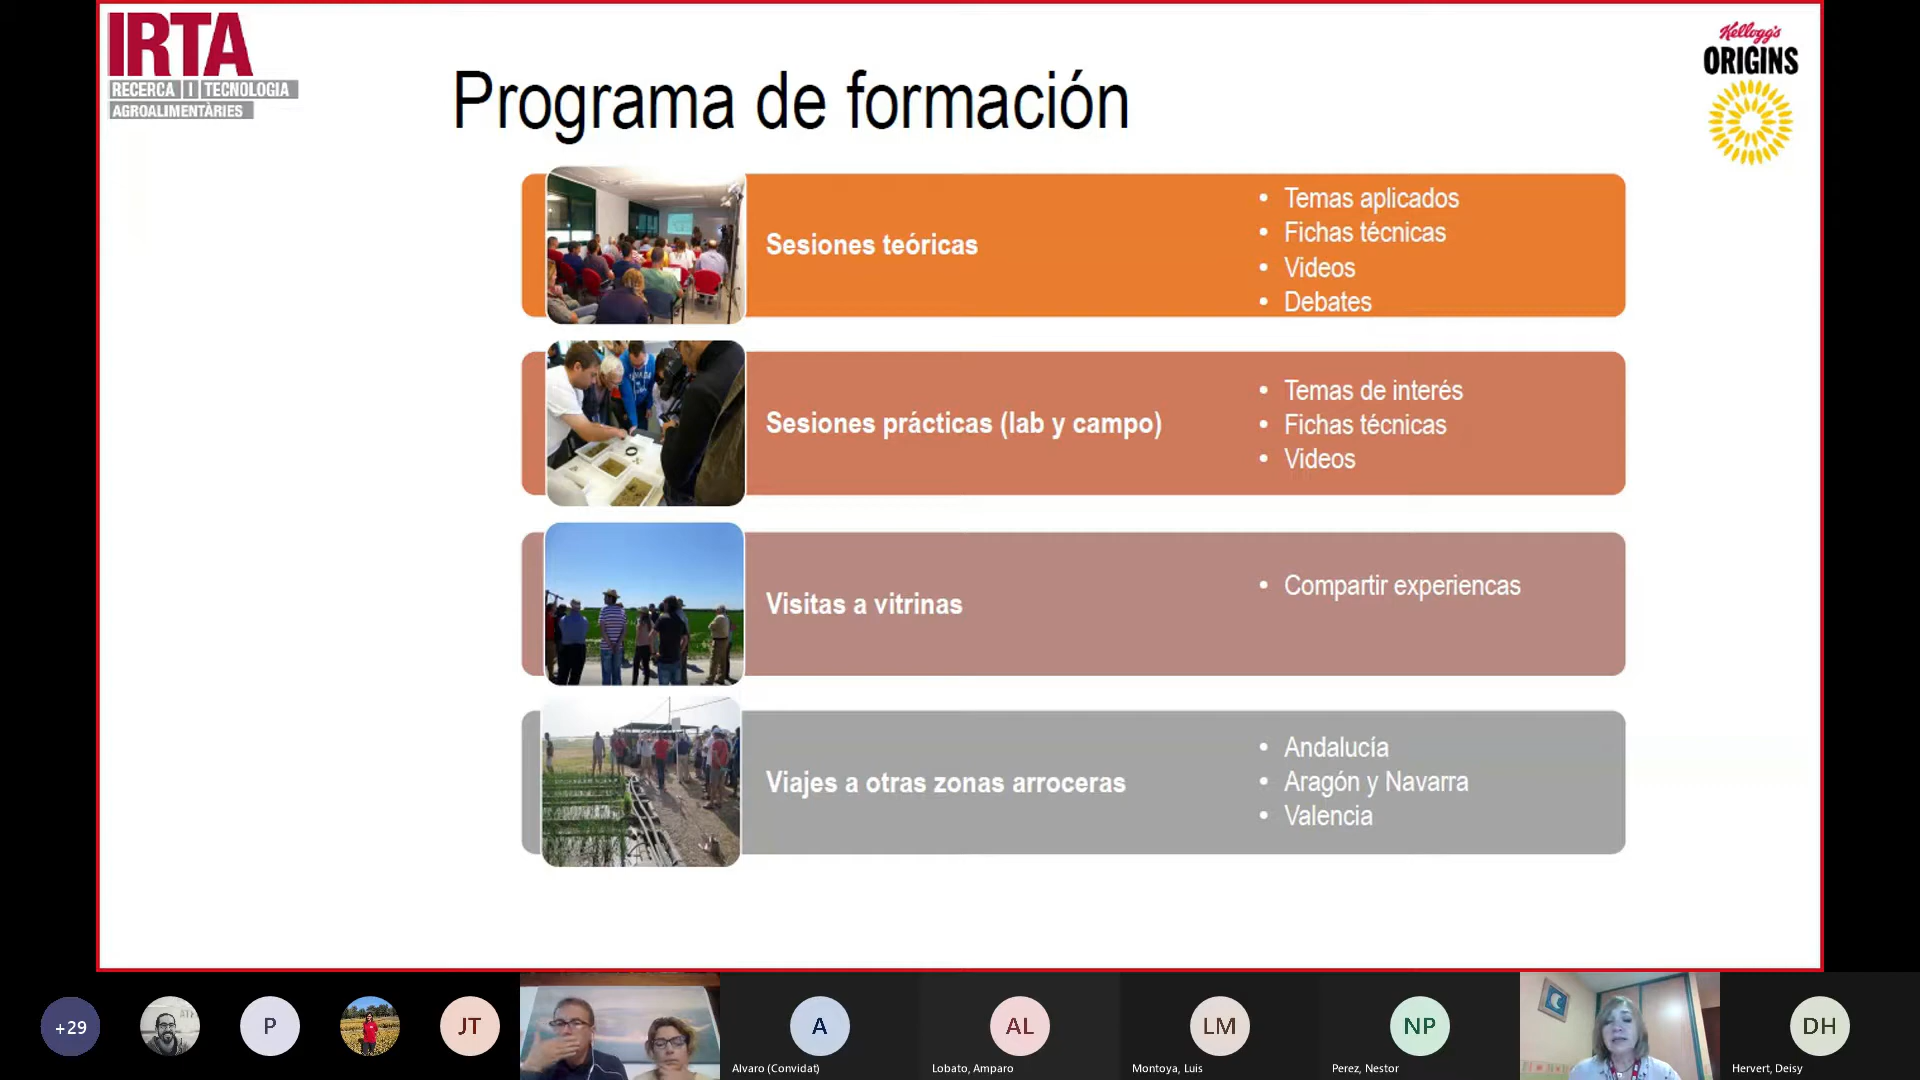 IRTA
RECERCA I TECNOLOGIA
AGROALIMENTÀRIES
Kellogg's
ORIGINS
Programa de formación
Sesiones teóricas
• Temas aplicados
• Fichas técnicas
• Videos
• Debates
Sesiones prácticas (lab y campo)
• Temas de interés
• Fichas técnicas
• Videos
Visitas a vitrinas
• Compartir experiencas
Viajes a otras zonas arroceras
• Andalucía
• Aragón y Navarra
• Valencia
+29
P
JT
A
AL
LM
NP
DH
Alvaro (Convidat)
Lobato, Amparo
Montoya, Luis
Perez, Nestor
Hervert, Deisy